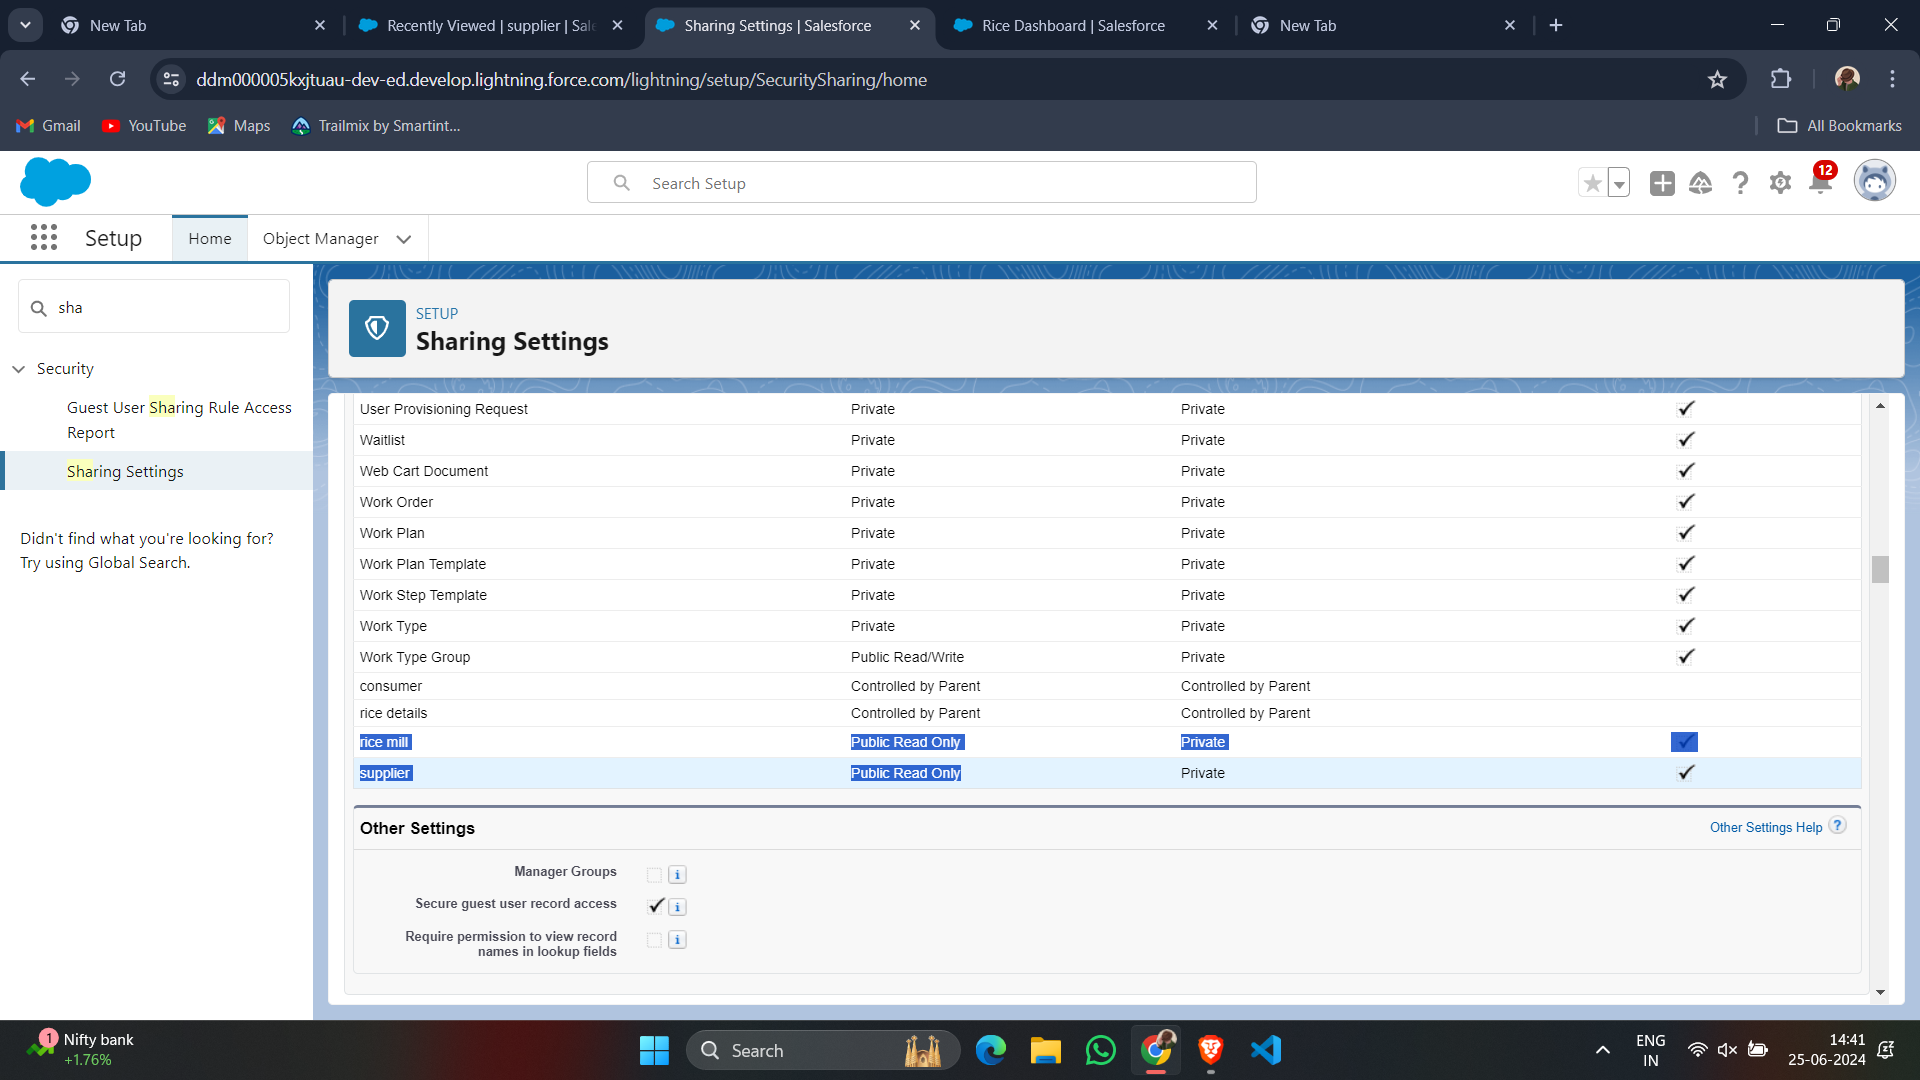 New Tab
Recently Viewed | supplier | Sale
Sharing Settings | Salesforce
Rice Dashboard | Salesforce
New Tab
ddm000005kxjtuau-dev-ed.develop.lightning.force.com/lightning/setup/SecuritySharing/home
Gmail
YouTube
Maps
Trailmix by Smartint...
All Bookmarks
Search Setup
12
Setup
Home
Object Manager
sha
Security
Guest User Sharing Rule Access
Report
Sharing Settings
Didn't find what you're looking for?
Try using Global Search.
SETUP
Sharing Settings
User Provisioning Request Private Private
Waitlist Private Private
Web Cart Document Private Private
Work Order Private Private
Work Plan Private Private
Work Plan Template Private Private
Work Step Template Private Private
Work Type Private Private
Work Type Group Public Read/Write Private
consumer Controlled by Parent Controlled by Parent
rice details Controlled by Parent Controlled by Parent
rice mill Public Read Only Private
supplier Public Read Only Private
Other Settings
Other Settings Help ?
Manager Groups
Secure guest user record access
Require permission to view record
names in lookup fields
1
Nifty bank
+1.76%
Search
ENG
IN
14:41
25-06-2024